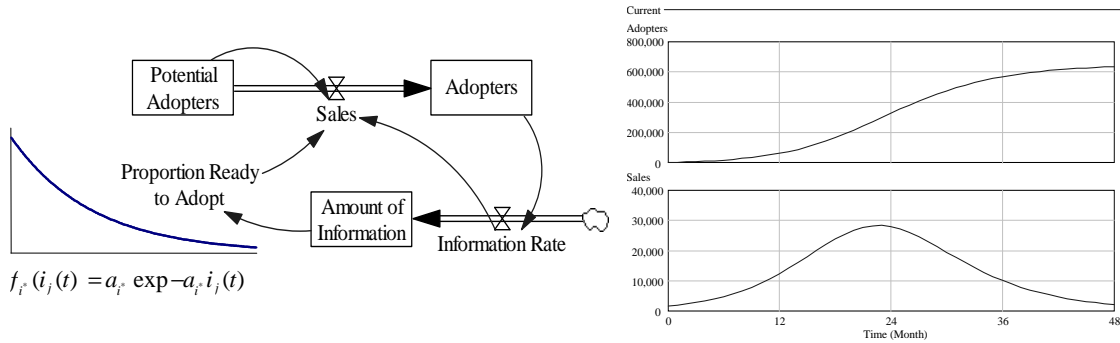 Potential
Adopters
Sales
Adopters
Proportion Ready
to Adopt
Amount of
Information
Information Rate
f_{i*}(i_j(t) = a_{i*} exp−a_{i*} i_j(t)
Current
Adopters
800,000
600,000
400,000
200,000
0
Sales
40,000
30,000
20,000
10,000
0
0 12 24 36 48
Time (Month)